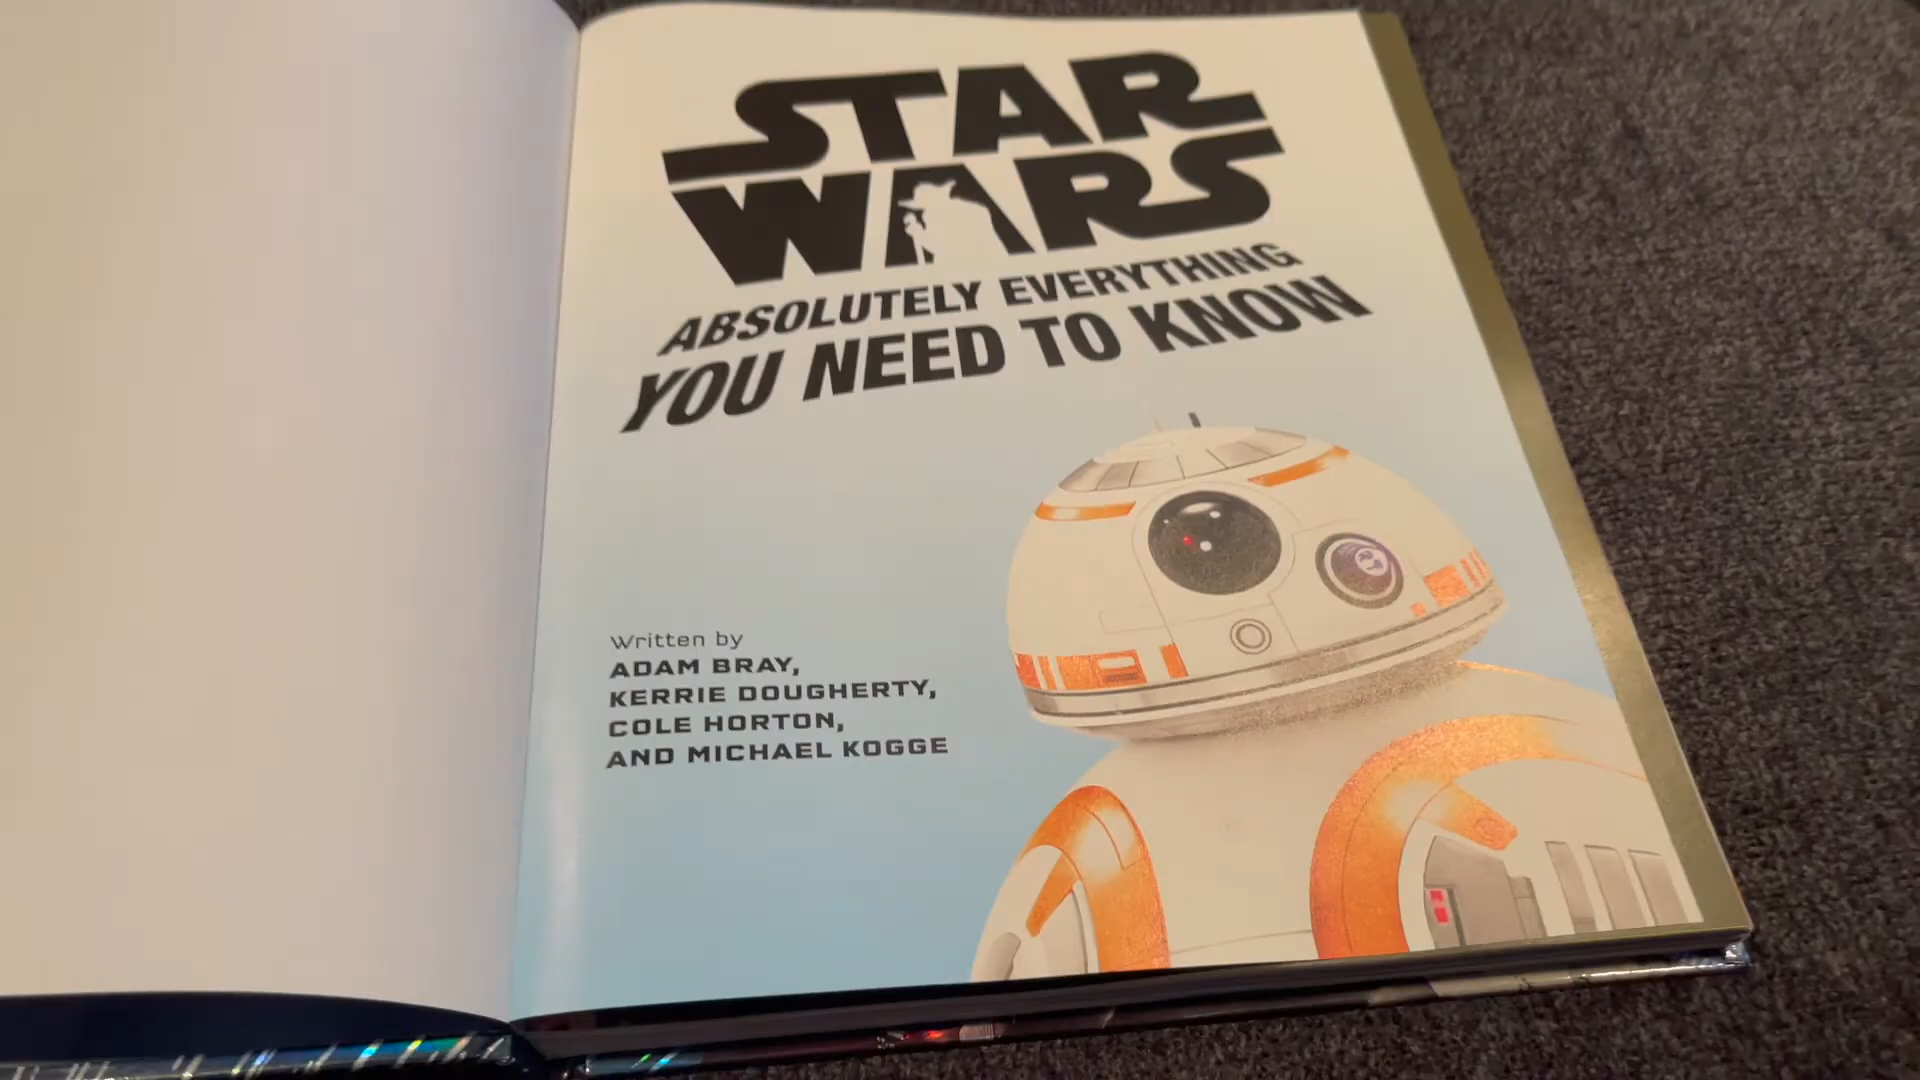 STAR
WARS
ABSOLUTELY EVERYTHING
YOU NEED TO KNOW
Written by
ADAM BRAY,
KERRIE DOUGHERTY,
COLE HORTON,
AND MICHAEL KOGGE